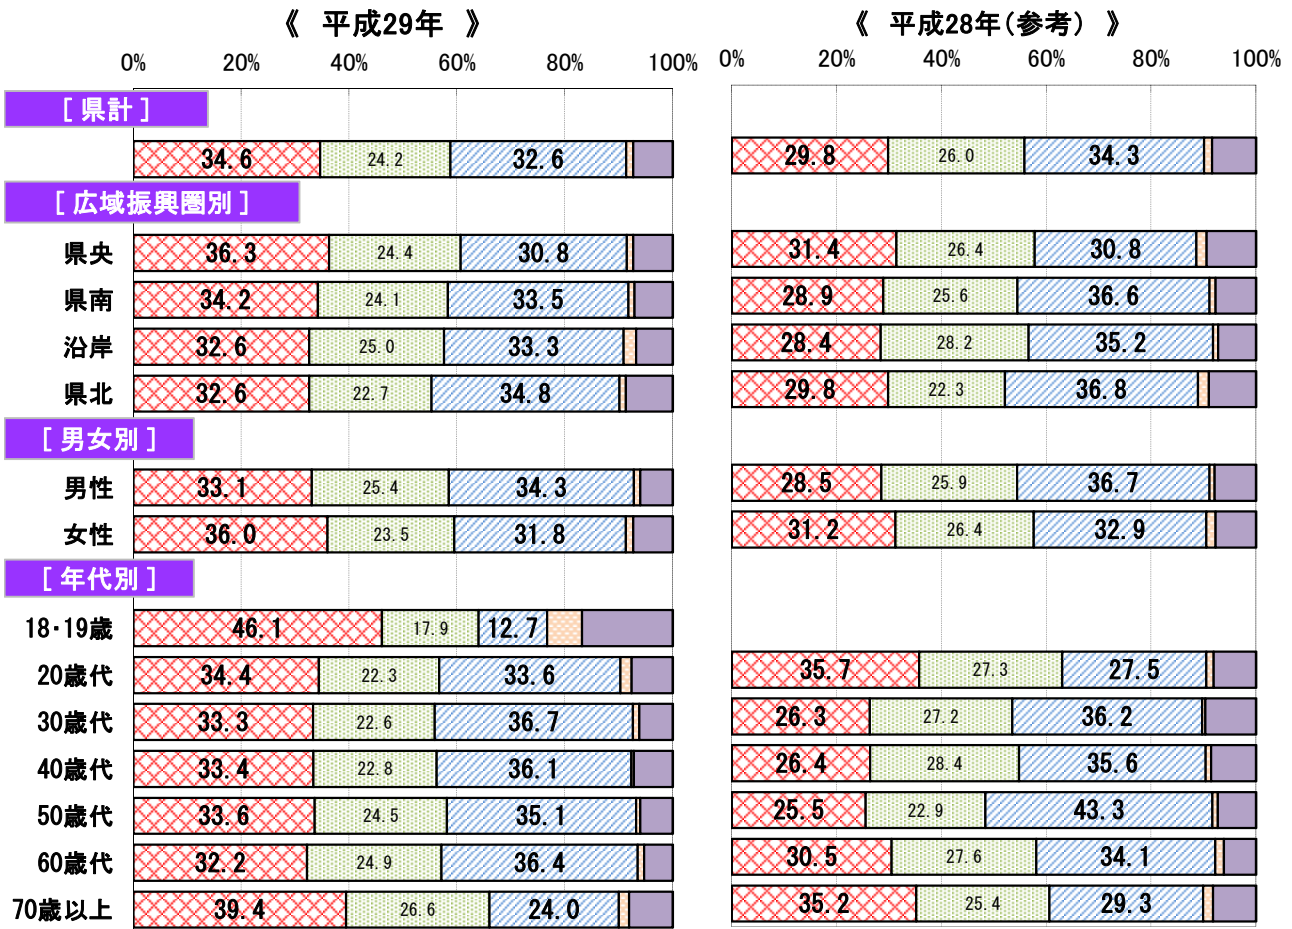 《 平成29年 》 《 平成28年(参考) 》
0% 20% 40% 60% 80% 100% 0% 20% 40% 60% 80% 100%
[ 県計 ]
34.6 24.2 32.6 29.8 26.0 34.3
[ 広域振興圏別 ]
県央 36.3 24.4 30.8 31.4 26.4 30.8
県南 34.2 24.1 33.5 28.9 25.6 36.6
沿岸 32.6 25.0 33.3 28.4 28.2 35.2
県北 32.6 22.7 34.8 29.8 22.3 36.8
[ 男女別 ]
男性 33.1 25.4 34.3 28.5 25.9 36.7
女性 36.0 23.5 31.8 31.2 26.4 32.9
[ 年代別 ]
18・19歳 46.1 17.9 12.7
20歳代 34.4 22.3 33.6 35.7 27.3 27.5
30歳代 33.3 22.6 36.7 26.3 27.2 36.2
40歳代 33.4 22.8 36.1 26.4 28.4 35.6
50歳代 33.6 24.5 35.1 25.5 22.9 43.3
60歳代 32.2 24.9 36.4 30.5 27.6 34.1
70歳以上 39.4 26.6 24.0 35.2 25.4 29.3